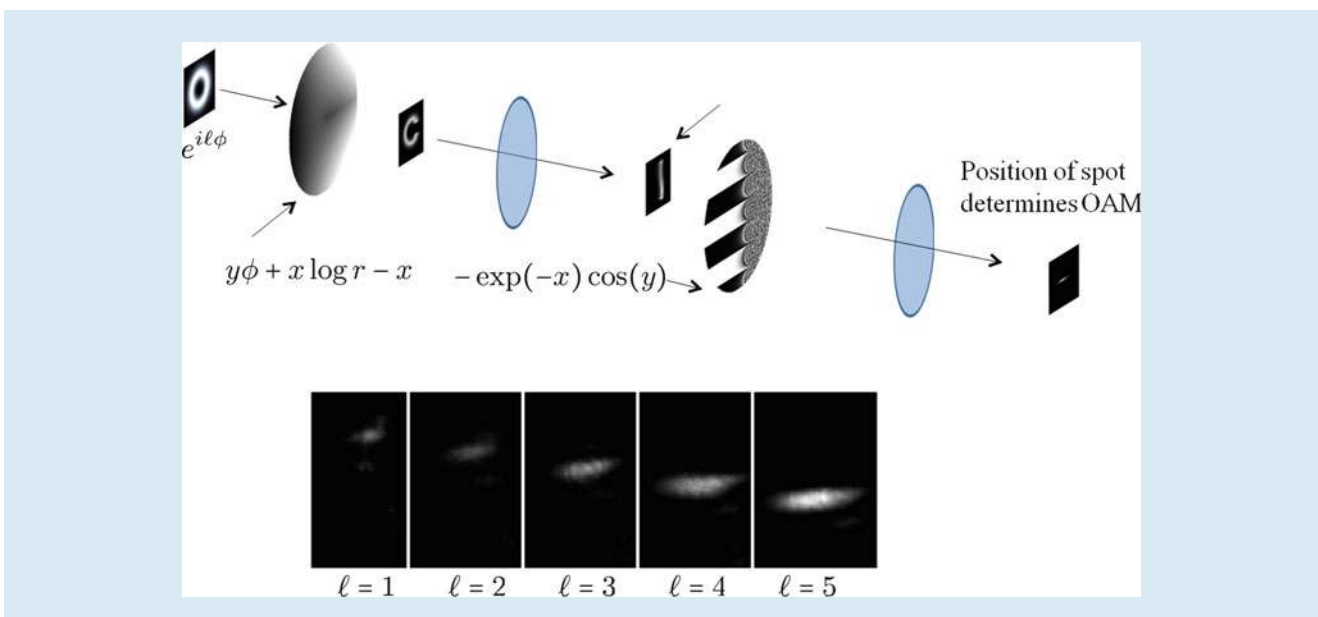 e^{iℓφ}
yφ + x log r − x
− exp(−x) cos(y)
Position of spot
determines OAM
ℓ = 1
ℓ = 2
ℓ = 3
ℓ = 4
ℓ = 5